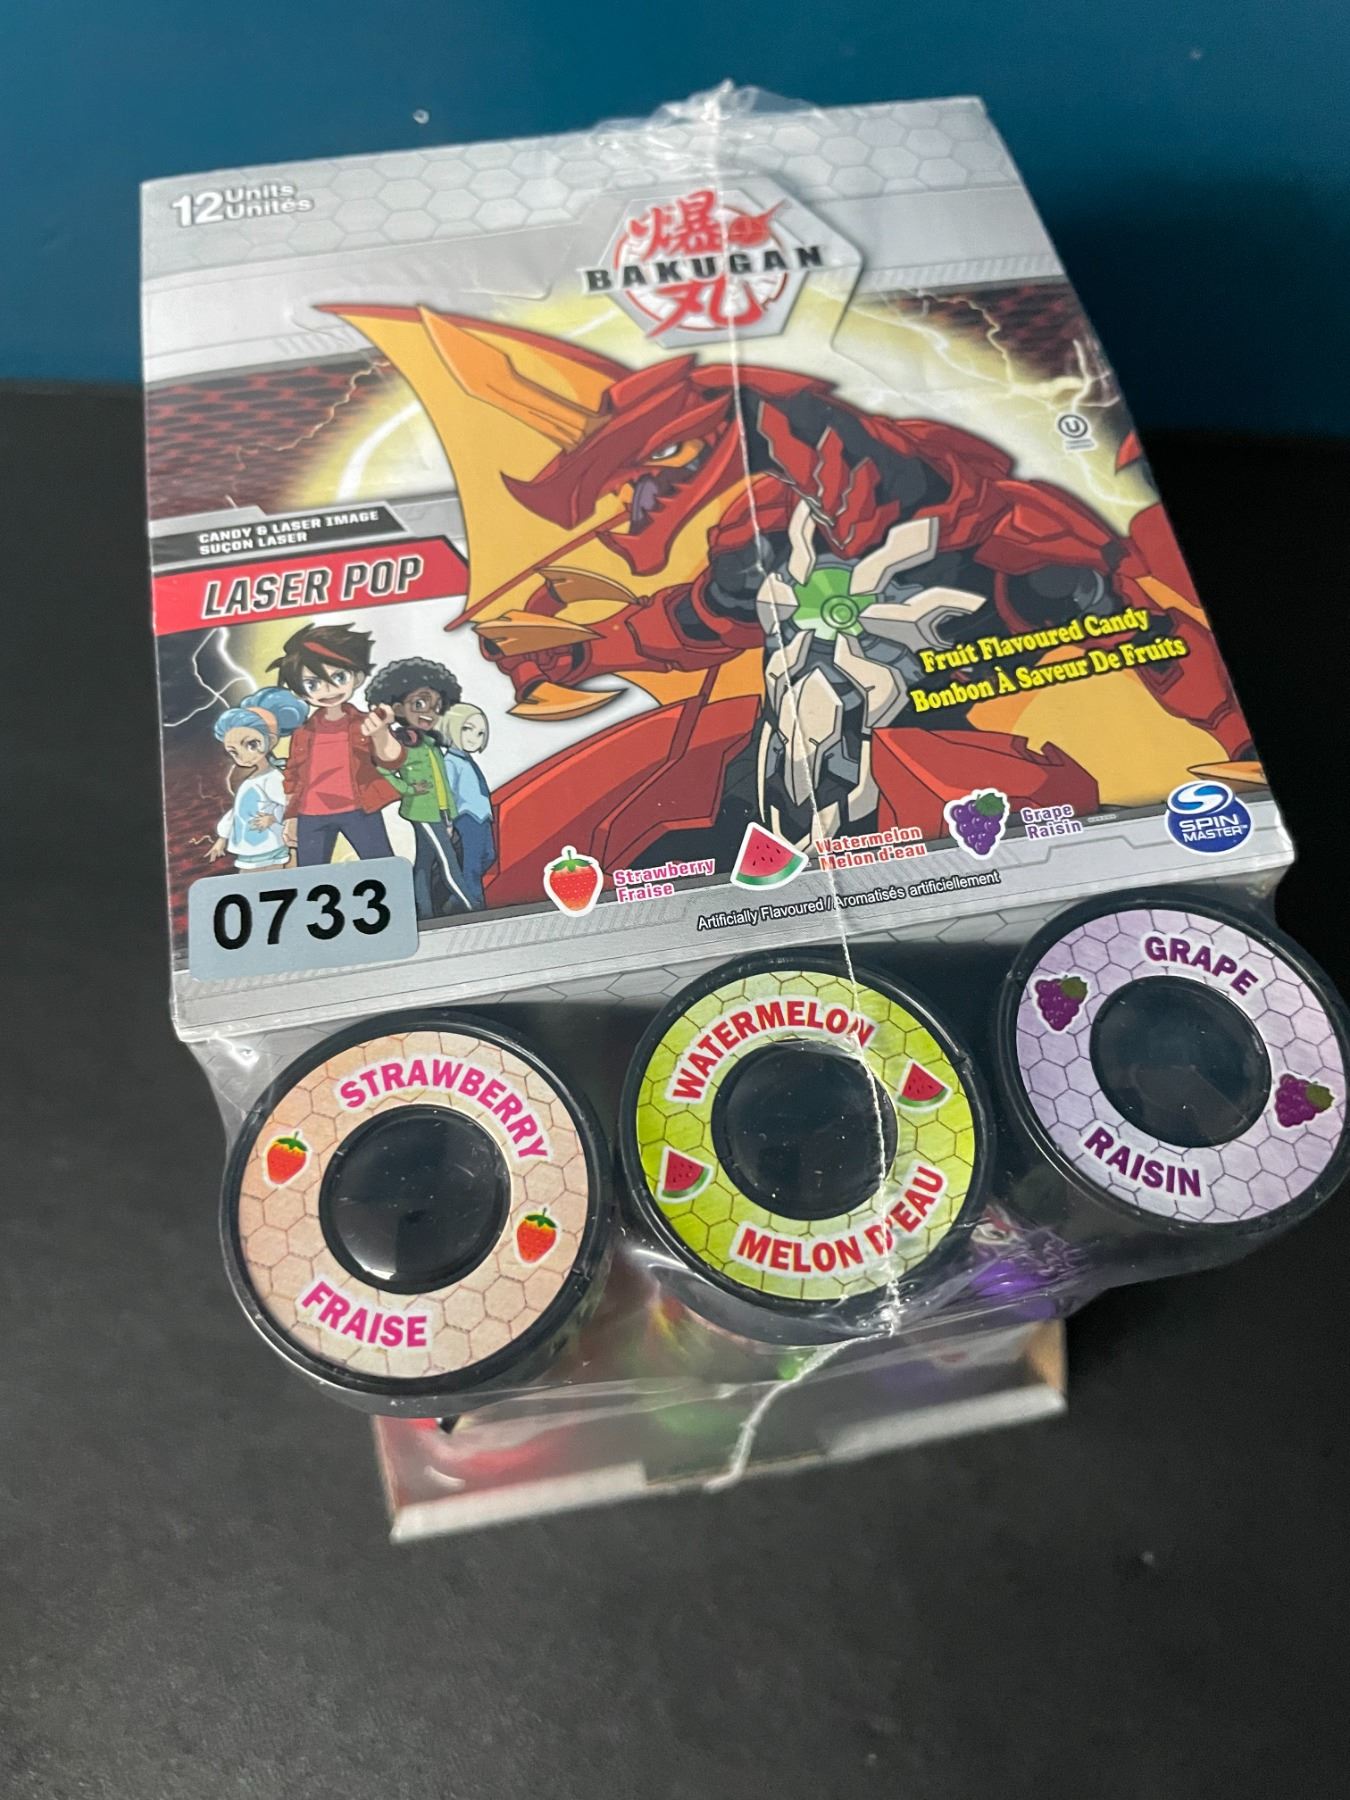 12 Units
Unités
爆
BAKUGAN
丸
U
CANDY & LASER IMAGE
SUÇON LASER
LASER POP
Fruit Flavoured Candy
Bonbon À Saveur De Fruits
Strawberry
Fraise
Watermelon
Melon d'eau
Grape
Raisin
SPIN
MASTER™
0733
Artificially Flavoured / Aromatisés artificiellement
STRAWBERRY
FRAISE
WATERMELON
MELON D'EAU
GRAPE
RAISIN